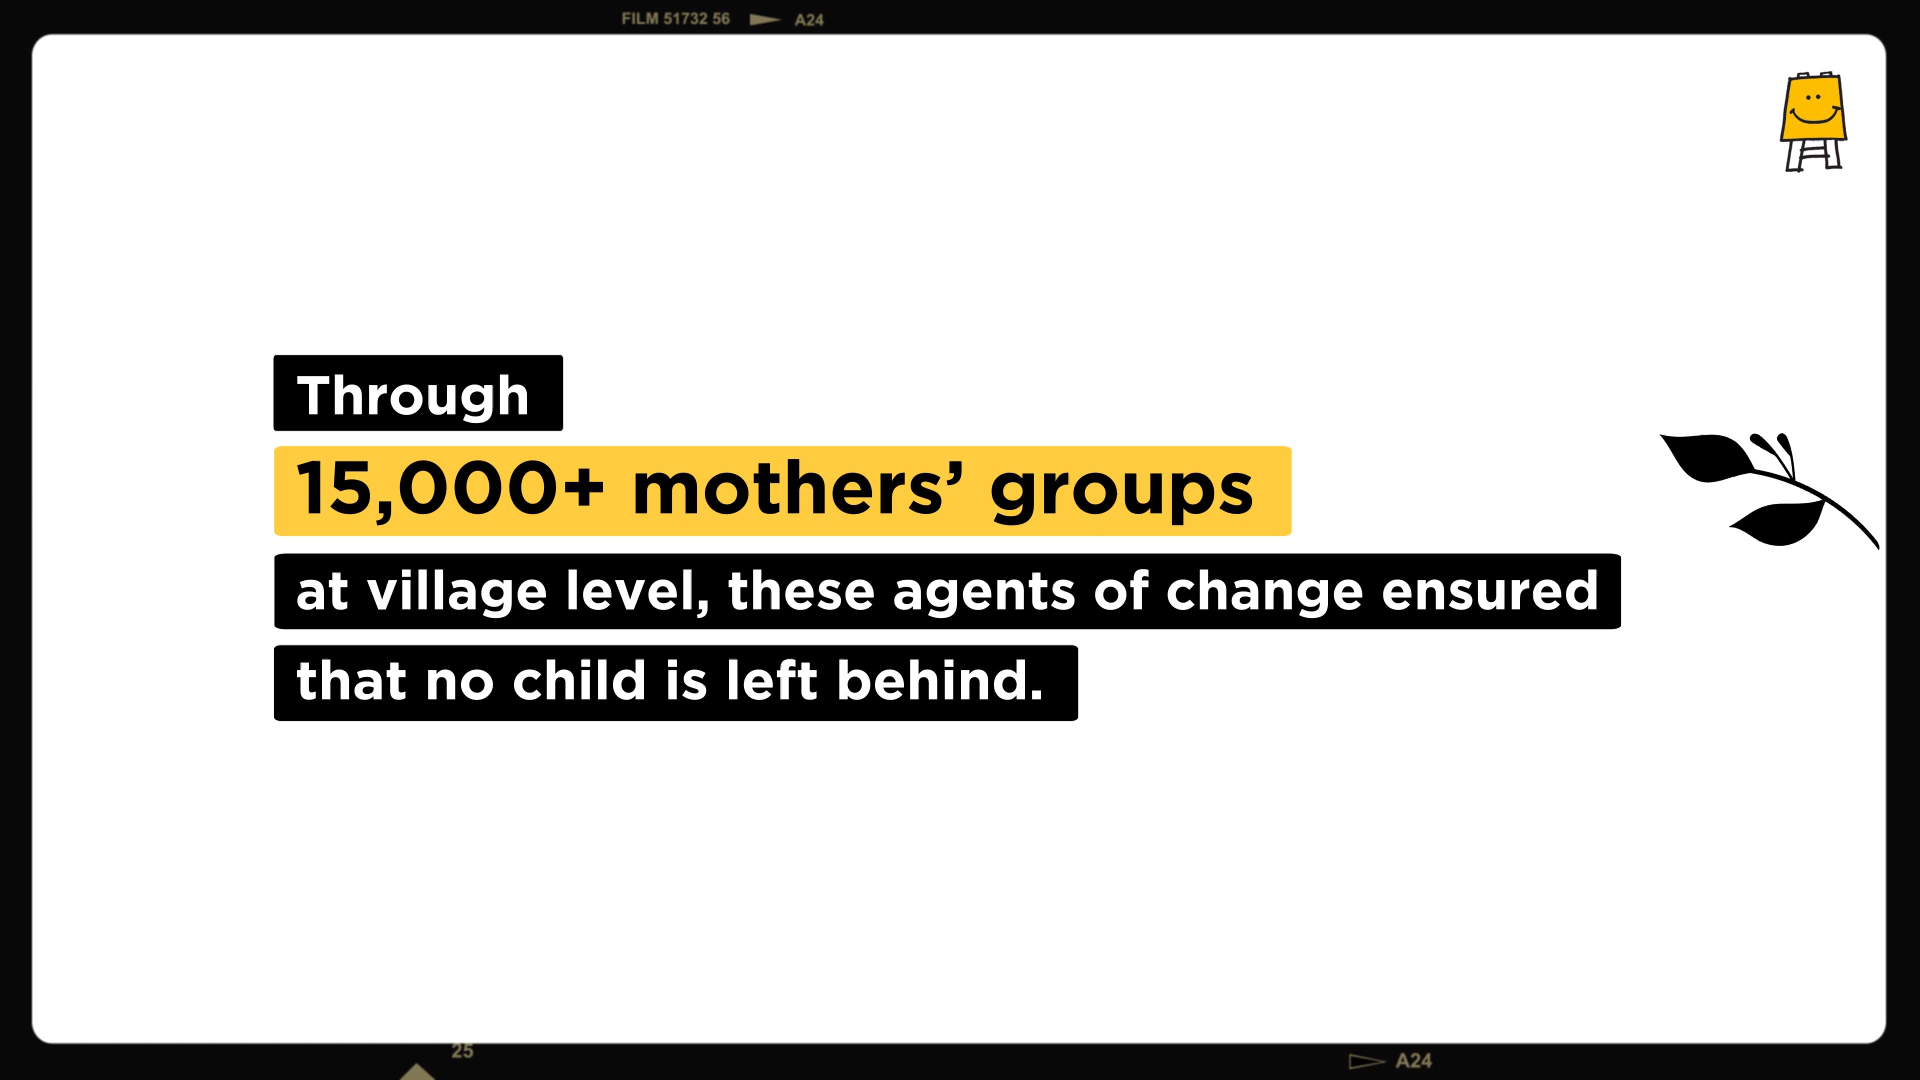 FILM 51732 56 A24
Through
15,000+ mothers’ groups
at village level, these agents of change ensured
that no child is left behind.
25
A24